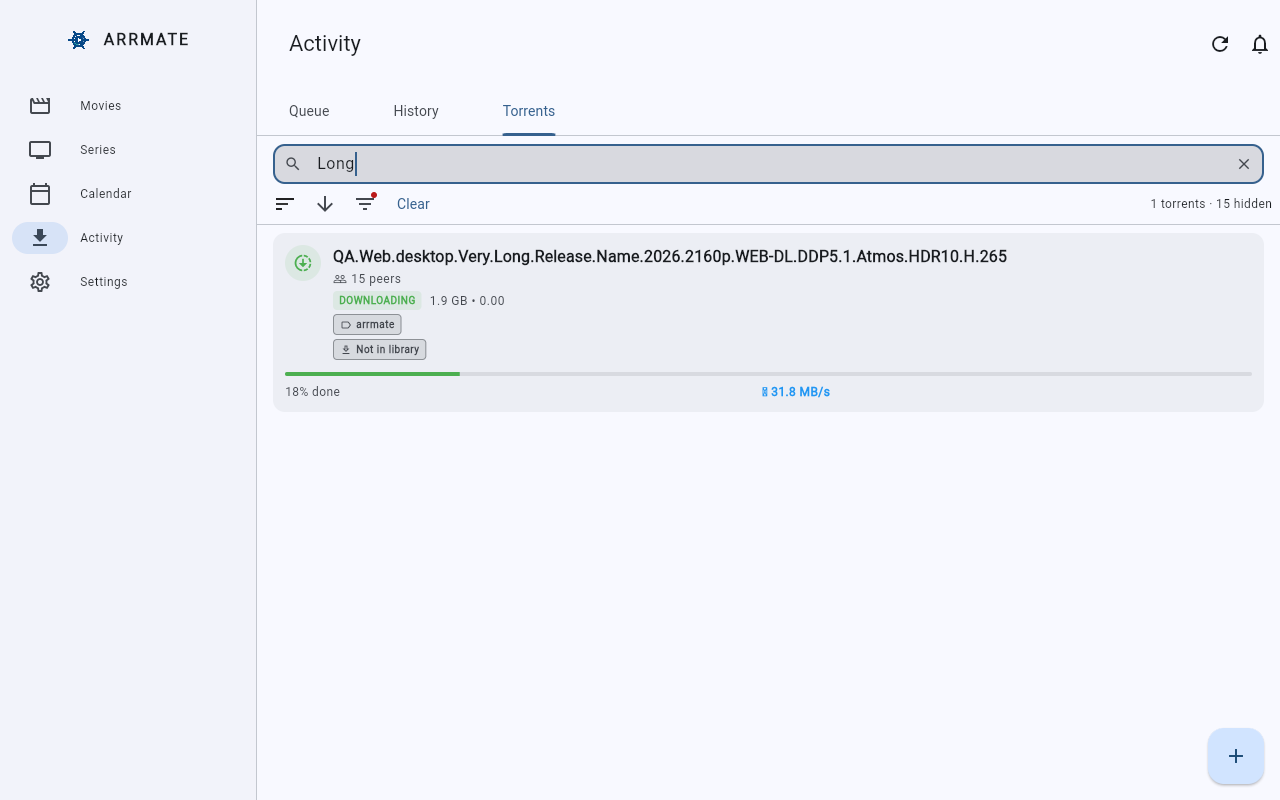 ARRMATE
Movies
Series
Calendar
Activity
Settings
Activity
Queue
History
Torrents
Long
Clear
1 torrents · 15 hidden
QA.Web.desktop.Very.Long.Release.Name.2026.2160p.WEB-DL.DDP5.1.Atmos.HDR10.H.265
15 peers
DOWNLOADING 1.9 GB • 0.00
arrmate
Not in library
18% done
31.8 MB/s